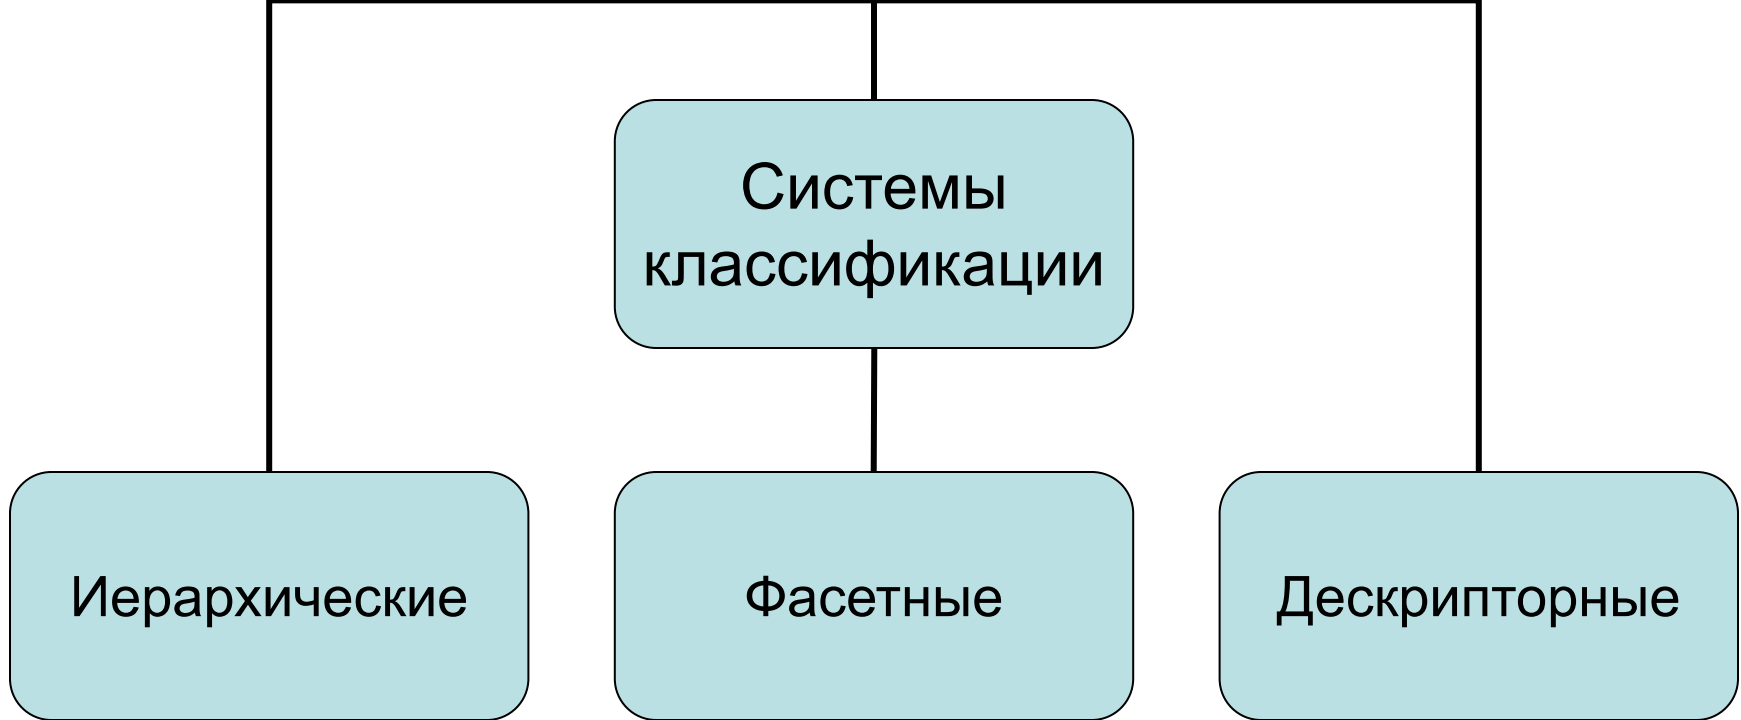 Системы
классификации
Иерархические
Фасетные
Дескрипторные